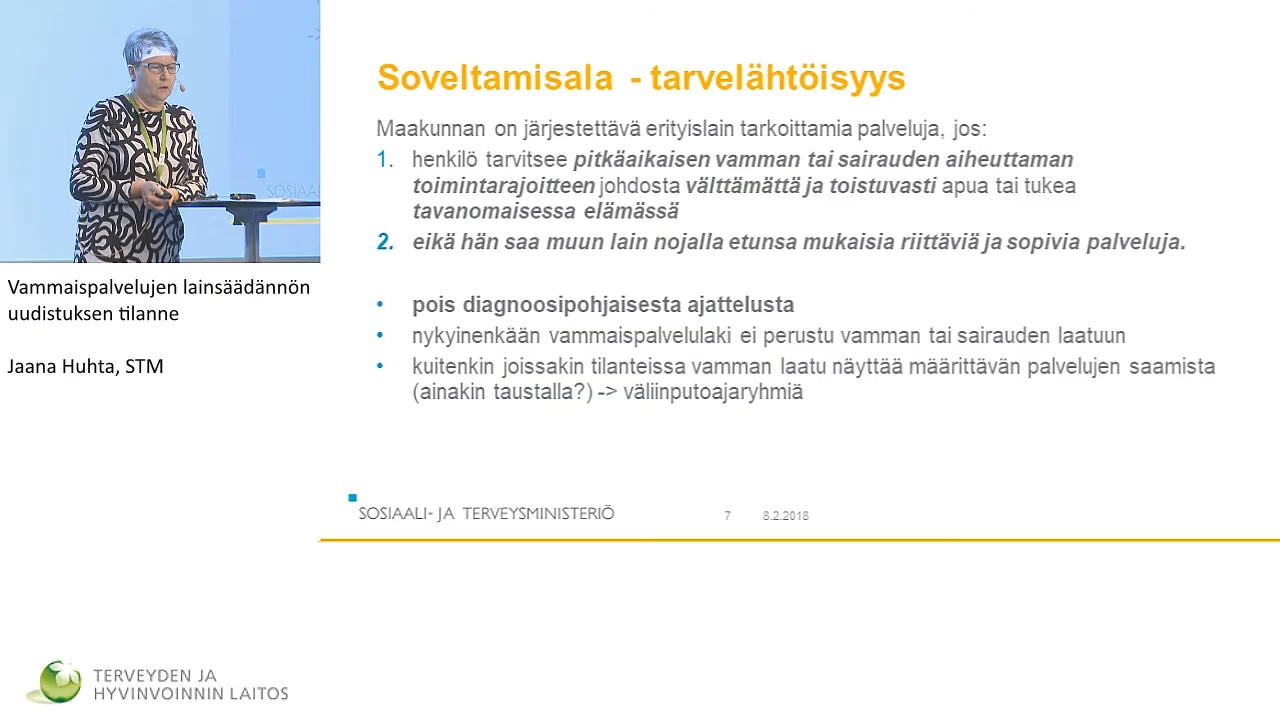 Soveltamisala - tarvelähtöisyys
Maakunnan on järjestettävä erityislain tarkoittamia palveluja, jos:
1. henkilö tarvitsee pitkäaikaisen vamman tai sairauden aiheuttaman
toimintarajoitteen johdosta välttämättä ja toistuvasti apua tai tukea
tavanomaisessa elämässä
2. eikä hän saa muun lain nojalla etunsa mukaisia riittäviä ja sopivia palveluja.
• pois diagnoosipohjaisesta ajattelusta
• nykyinenkään vammaispalvelulaki ei perustu vamman tai sairauden laatuun
• kuitenkin joissakin tilanteissa vamman laatu näyttää määrittävän palvelujen saamista
(ainakin taustalla?) -> väliinputoajaryhmiä
SOSIAALI- JA TERVEYSMINISTERIÖ
7 8.2.2018
SOSIAAL
Vammaispalvelujen lainsäädännön
uudistuksen tilanne
Jaana Huhta, STM
TERVEYDEN JA
HYVINVOINNIN LAITOS